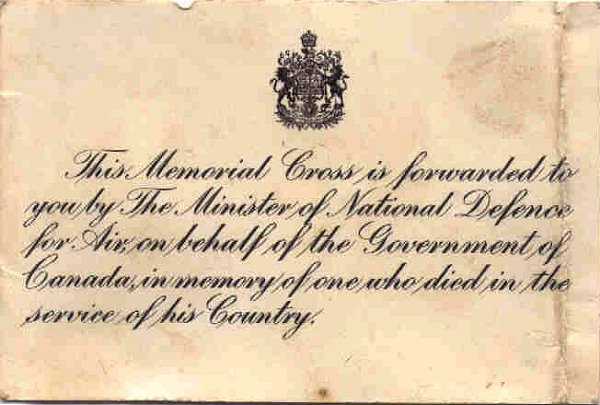 This Memorial Cross is forwarded to
you by The Minister of National Defence
for Air, on behalf of the Government of
Canada, in memory of one who died in the
service of his Country.